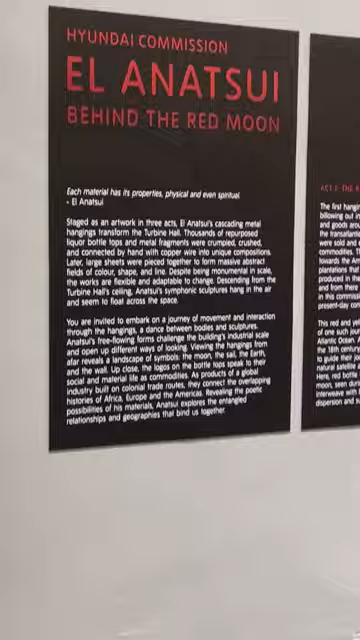 HYUNDAI COMMISSION
EL ANATSUI
BEHIND THE RED MOON
Each material has its properties, physical and even spiritual.
- El Anatsui
Staged as an artwork in three acts, El Anatsui's cascading metal
hangings transform the Turbine Hall. Thousands of repurposed
liquor bottle tops and metal fragments were crumpled, crushed,
and connected by hand with copper wire into unique compositions.
Later, large sheets were pieced together to form massive abstract
fields of colour, shape, and line. Despite being monumental in scale,
the works are flexible and adaptable to change. Descending from the
Turbine Hall's ceiling, Anatsui's symphonic sculptures hang in the air
and seem to float across the space.
You are invited to embark on a journey of movement and interaction
through the hangings, a dance between bodies and sculptures.
Anatsui's free-flowing forms challenge the building's industrial scale
and open up different ways of looking. Viewing the hangings from
afar reveals a landscape of symbols: the moon, the sail, the Earth,
and the wall. Up close, the logos on the bottle tops speak to their
social and material life as commodities. As products of a global
industry built on colonial trade routes, they connect the overlapping
histories of Africa, Europe and the Americas. Revealing the poetic
possibilities of his materials, Anatsui explores the entangled
relationships and geographies that bind us together.
ACT I: THE R
The first hangin
billowing out in
and goods arou
the transatlantic
were sold and e
commodities. T
towards the Am
plantations that
produced in the
and from there
in this commis
present-day con
This red and yel
of one such jour
Atlantic Ocean. A
the 18th century
to guide their jo
natural satellite a
Here, red bottle
moon, seen du
interweave with t
dispersion and su